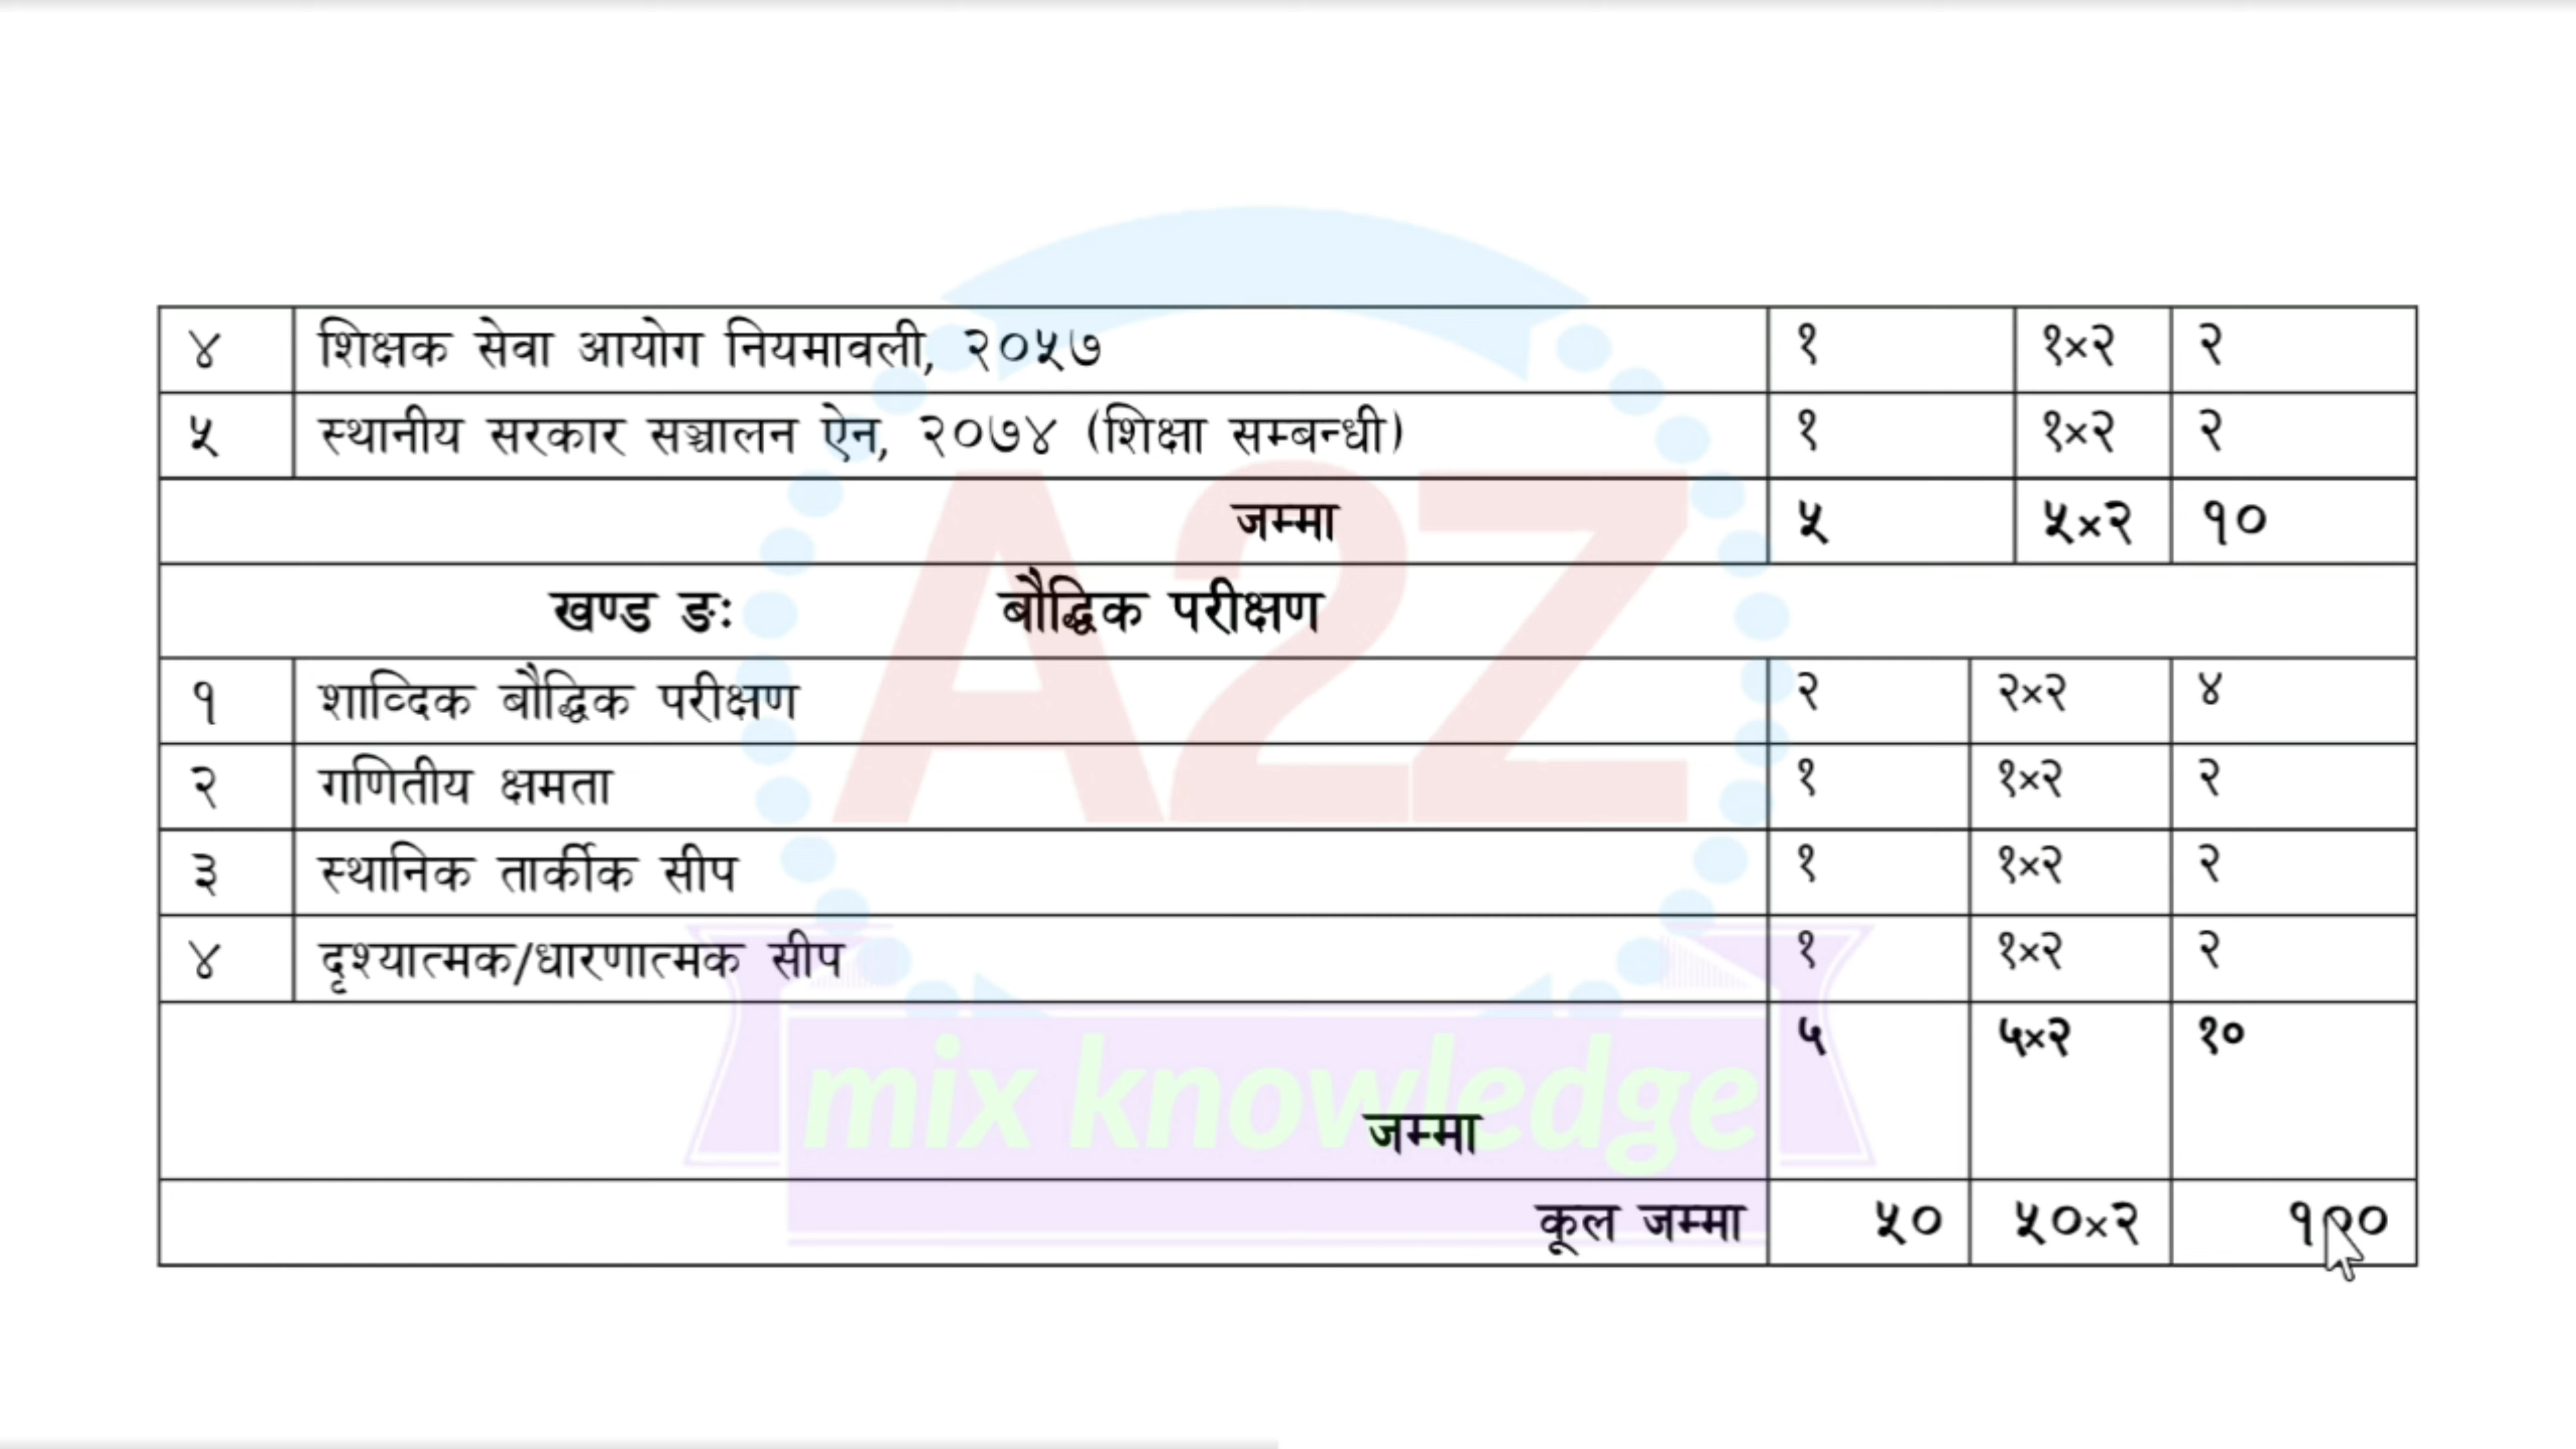 ४ शिक्षक सेवा आयोग नियमावली, २०५७ १ १×२ २
५ स्थानीय सरकार सञ्चालन ऐन, २०७४ (शिक्षा सम्बन्धी) १ १×२ २
जम्मा ५ ५×२ १०
खण्ड ङः बौद्धिक परीक्षण
१ शाव्दिक बौद्धिक परीक्षण २ २×२ ४
२ गणितीय क्षमता १ १×२ २
३ स्थानिक तार्कीक सीप १ १×२ २
४ दृश्यात्मक/धारणात्मक सीप १ १×२ २
जम्मा ५ ५×२ १०
कूल जम्मा ५० ५०×२ १००
A2Z
mix knowledge